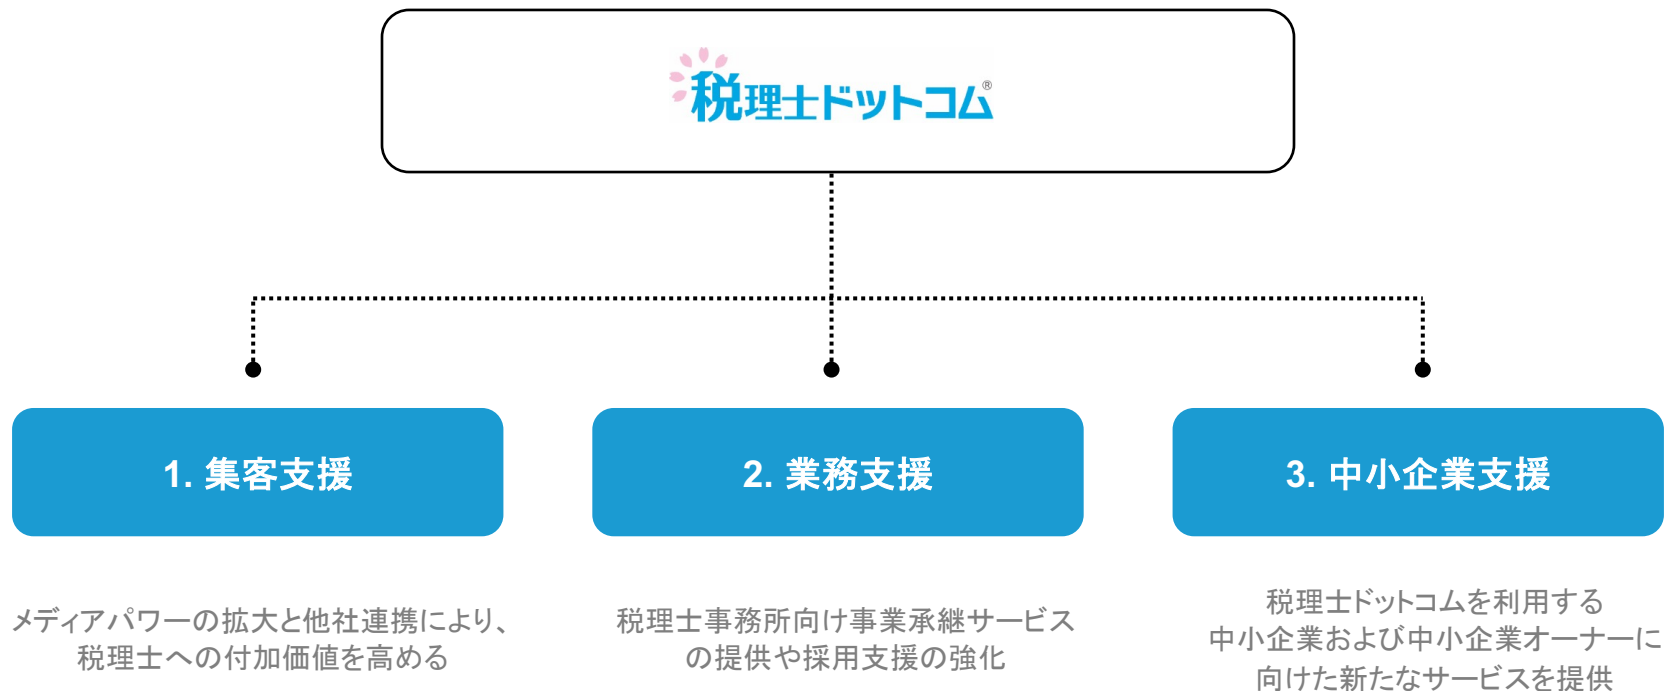 税理士ドットコム®
1. 集客支援
2. 業務支援
3. 中小企業支援
メディアパワーの拡大と他社連携により、
税理士への付加価値を高める
税理士事務所向け事業承継サービス
の提供や採用支援の強化
税理士ドットコムを利用する
中小企業および中小企業オーナーに
向けた新たなサービスを提供